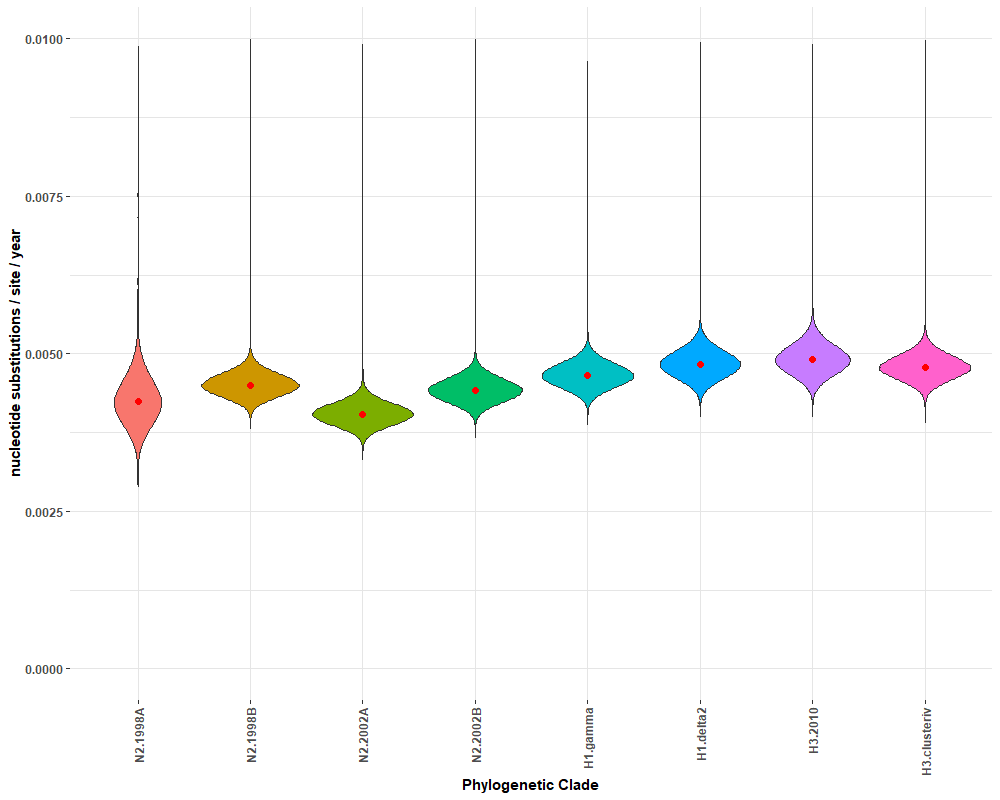 nucleotide substitutions / site / year
0.0100
0.0075
0.0050
0.0025
0.0000
N2.1998A
N2.1998B
N2.2002A
N2.2002B
H1.gamma
H1.delta2
H3.2010
H3.clusteriv
Phylogenetic Clade